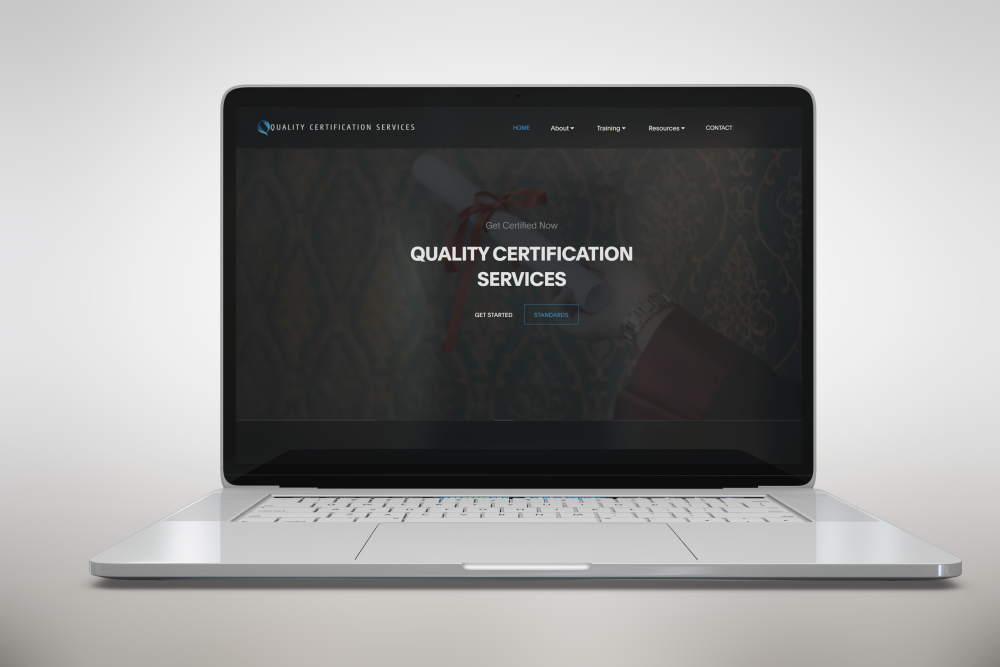 QUALITY CERTIFICATION SERVICES
HOME About Training Resources CONTACT
Get Certified Now
QUALITY CERTIFICATION
SERVICES
GET STARTED STANDARDS